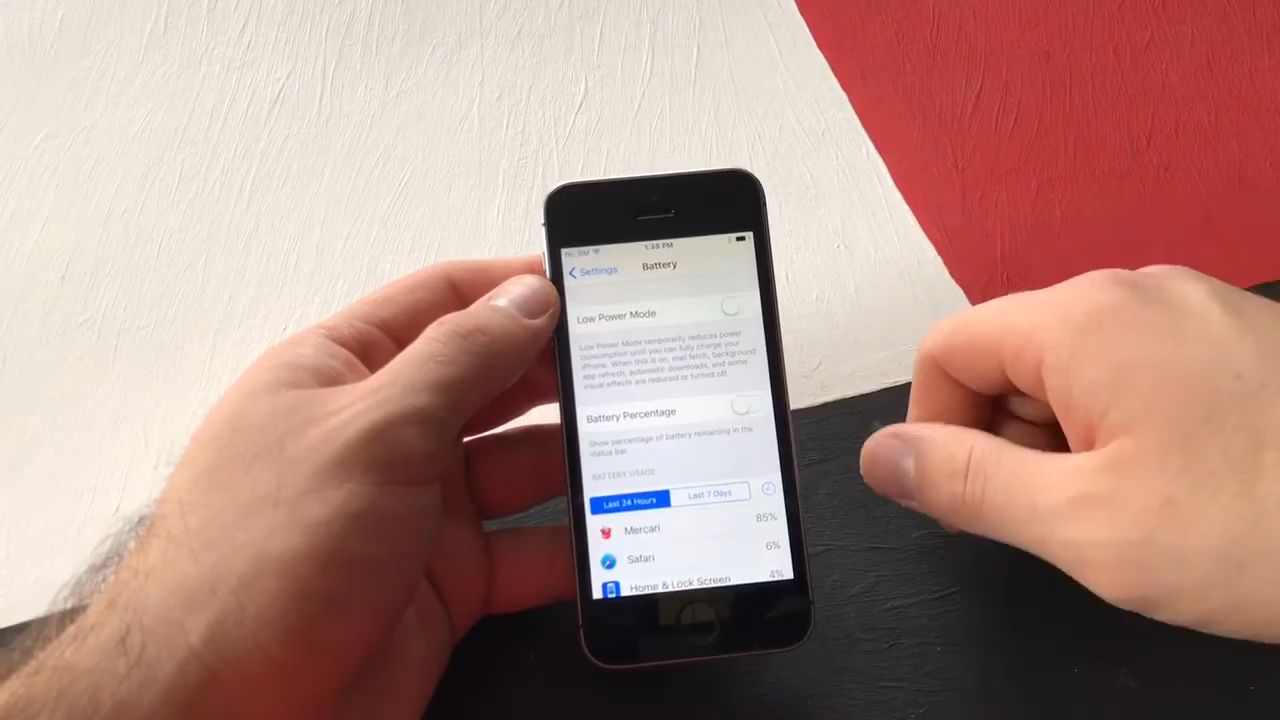 No SIM 1:48 PM
Settings Battery
Low Power Mode
Low Power Mode temporarily reduces power
consumption until you can fully charge your
iPhone. When this is on, mail fetch, background
app refresh, automatic downloads, and some
visual effects are reduced or turned off.
Battery Percentage
Show percentage of battery remaining in the
status bar.
BATTERY USAGE
Last 24 Hours Last 7 Days
Mercari 85%
Safari 6%
Home & Lock Screen 4%